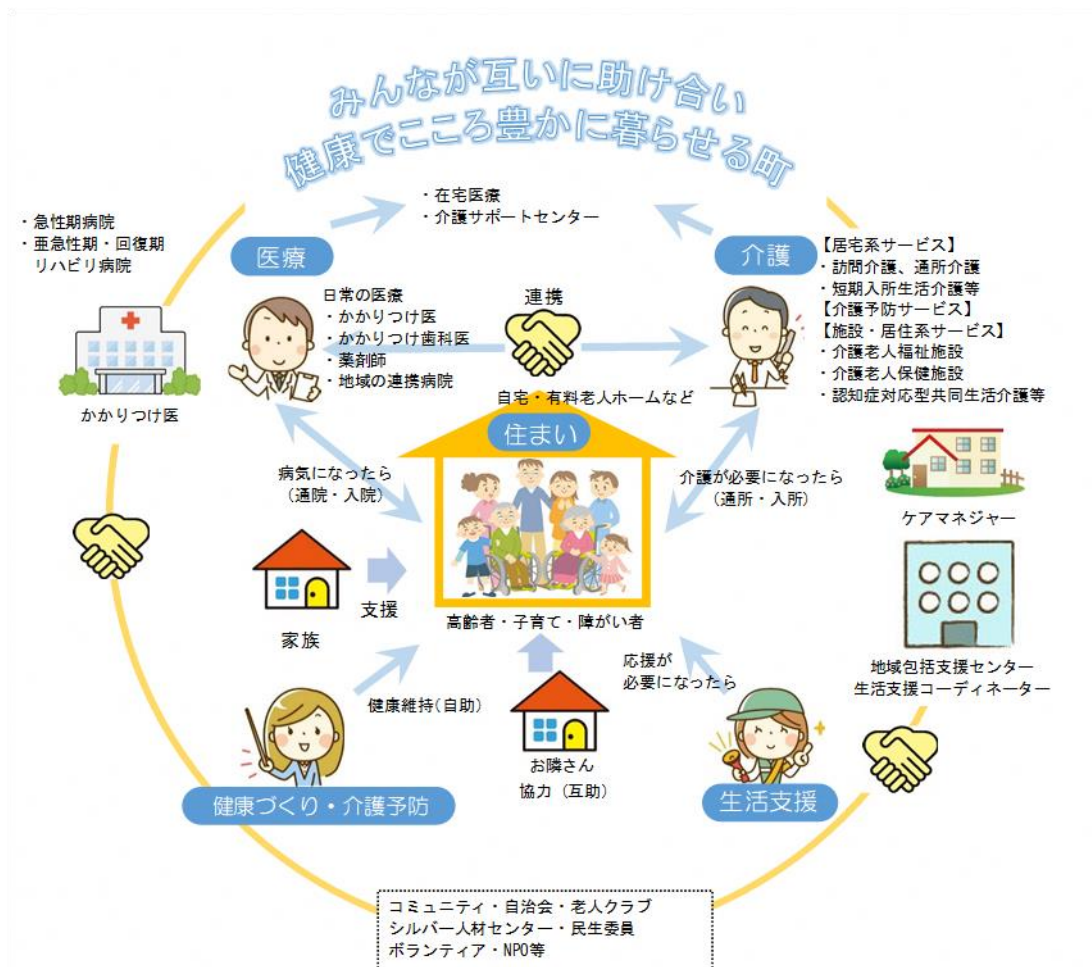 みんなが互いに助け合い
健康でこころ豊かに暮らせる町
・在宅医療
・介護サポートセンター
・急性期病院
・亜急性期・回復期
リハビリ病院
かかりつけ医
医療
日常の医療
・かかりつけ医
・かかりつけ歯科医
・薬剤師
・地域の連携病院
連携
介護
【居宅系サービス】
・訪問介護、通所介護
・短期入所生活介護等
【介護予防サービス】
【施設・居住系サービス】
・介護老人福祉施設
・介護老人保健施設
・認知症対応型共同生活介護等
自宅・有料老人ホームなど
住まい
病気になったら
(通院・入院)
介護が必要になったら
(通所・入所)
ケアマネジャー
家族
支援
高齢者・子育て・障がい者
地域包括支援センター
生活支援コーディネーター
健康維持(自助)
応援が
必要になったら
お隣さん
協力(互助)
健康づくり・介護予防
生活支援
コミュニティ・自治会・老人クラブ
シルバー人材センター・民生委員
ボランティア・NPO等